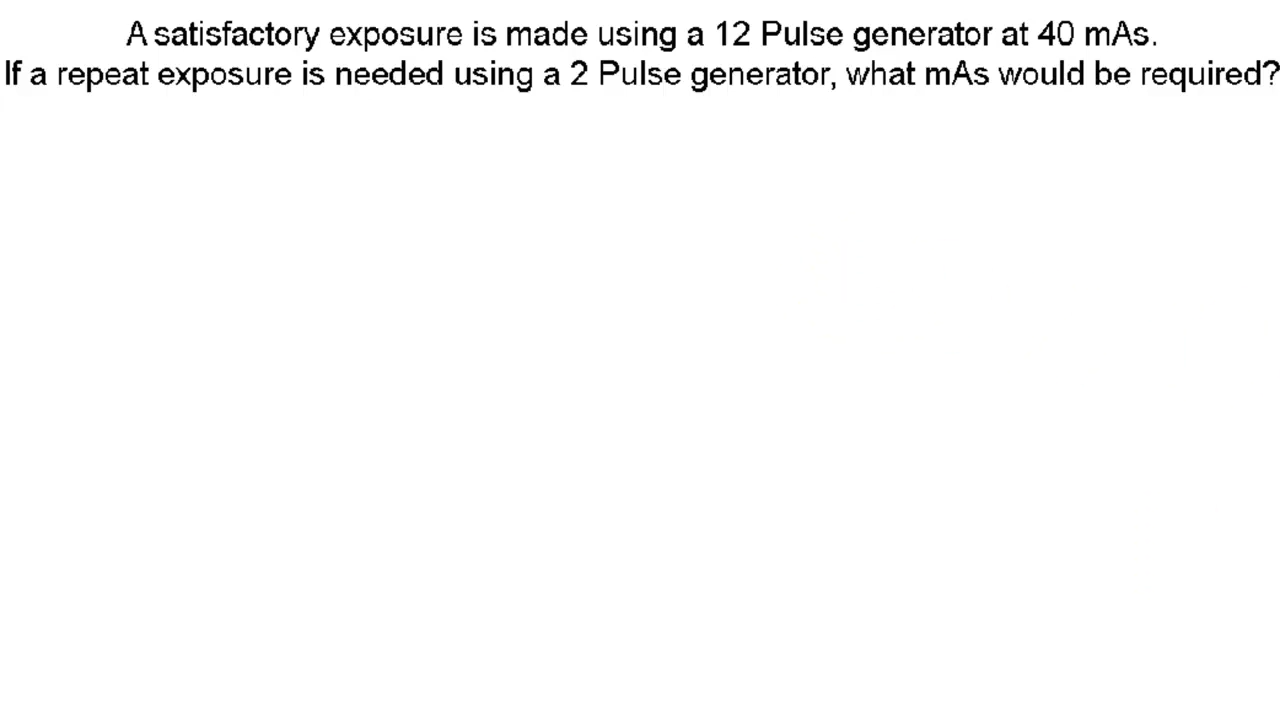 A satisfactory exposure is made using a 12 Pulse generator at 40 mAs.
If a repeat exposure is needed using a 2 Pulse generator, what mAs would be required?